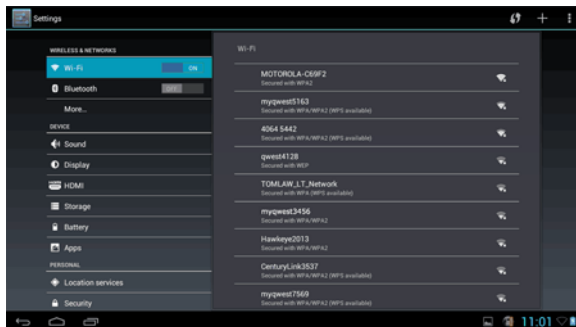 Settings
WIRELESS & NETWORKS
Wi-Fi ON
Bluetooth OFF
More...
DEVICE
Sound
Display
HDMI
Storage
Battery
Apps
PERSONAL
Location services
Security
Wi-Fi
MOTOROLA-C69F2
Secured with WPA2
myqwest5163
Secured with WPA/WPA2 (WPS available)
4064 5442
Secured with WPA/WPA2 (WPS available)
qwest4128
Secured with WEP
TOMLAW_LT_Network
Secured with WPA (WPS available)
myqwest3456
Secured with WPA/WPA2
Hawkeye2013
Secured with WPA/WPA2
CenturyLink3537
Secured with WPA/WPA2 (WPS available)
myqwest7569
Secured with WPA/WPA2 (WPS available)
11:01